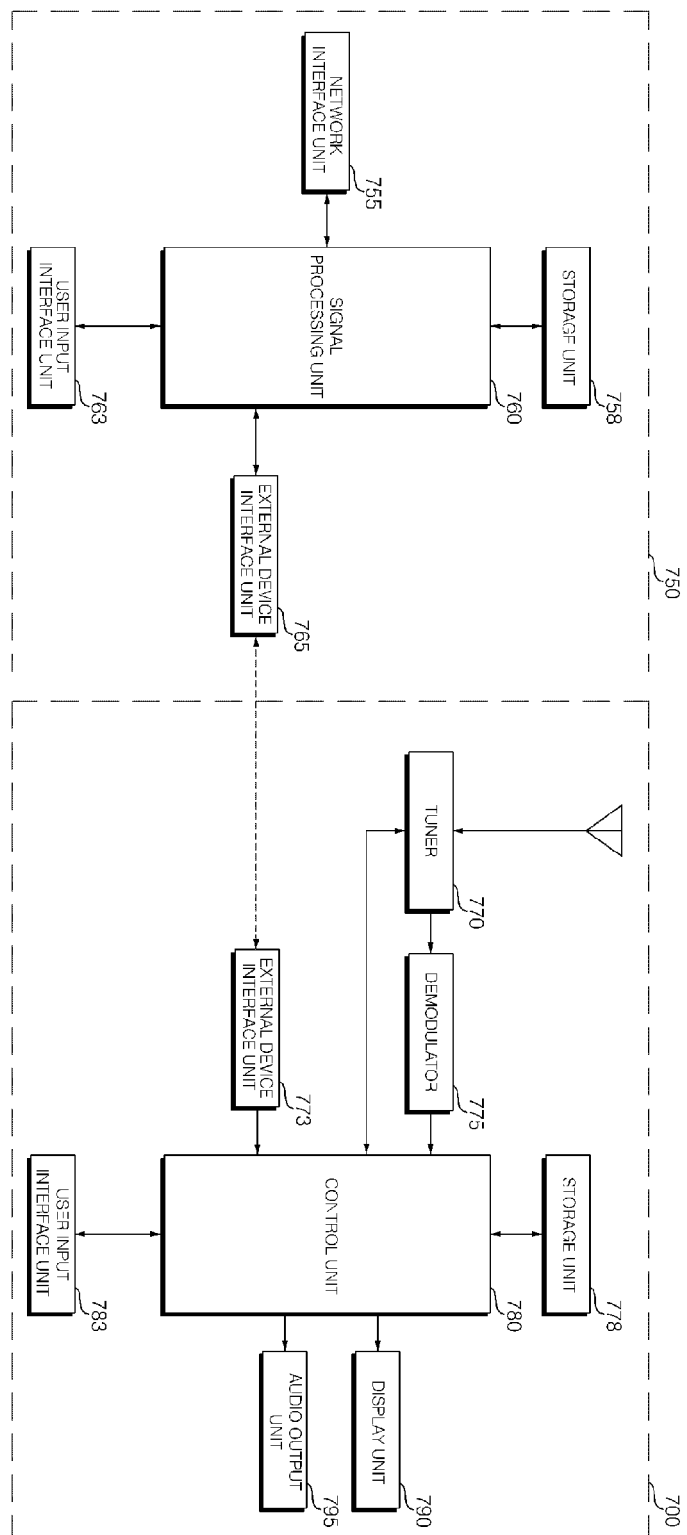 750
STORAGF UNIT
758
NETWORK
INTERFACE UNIT
755
SIGNAL
PROCESSING UNIT
760
USER INPUT
INTERFACE UNIT
763
EXTERNAL DEVICE
INTERFACE UNIT
765
700
TUNER
770
DEMODULATOR
775
EXTERNAL DEVICE
INTERFACE UNIT
773
STORAGE UNIT
778
CONTROL UNIT
780
USER INPUT
INTERFACE UNIT
783
DISPLAY UNIT
790
AUDIO OUTPUT
UNIT
795